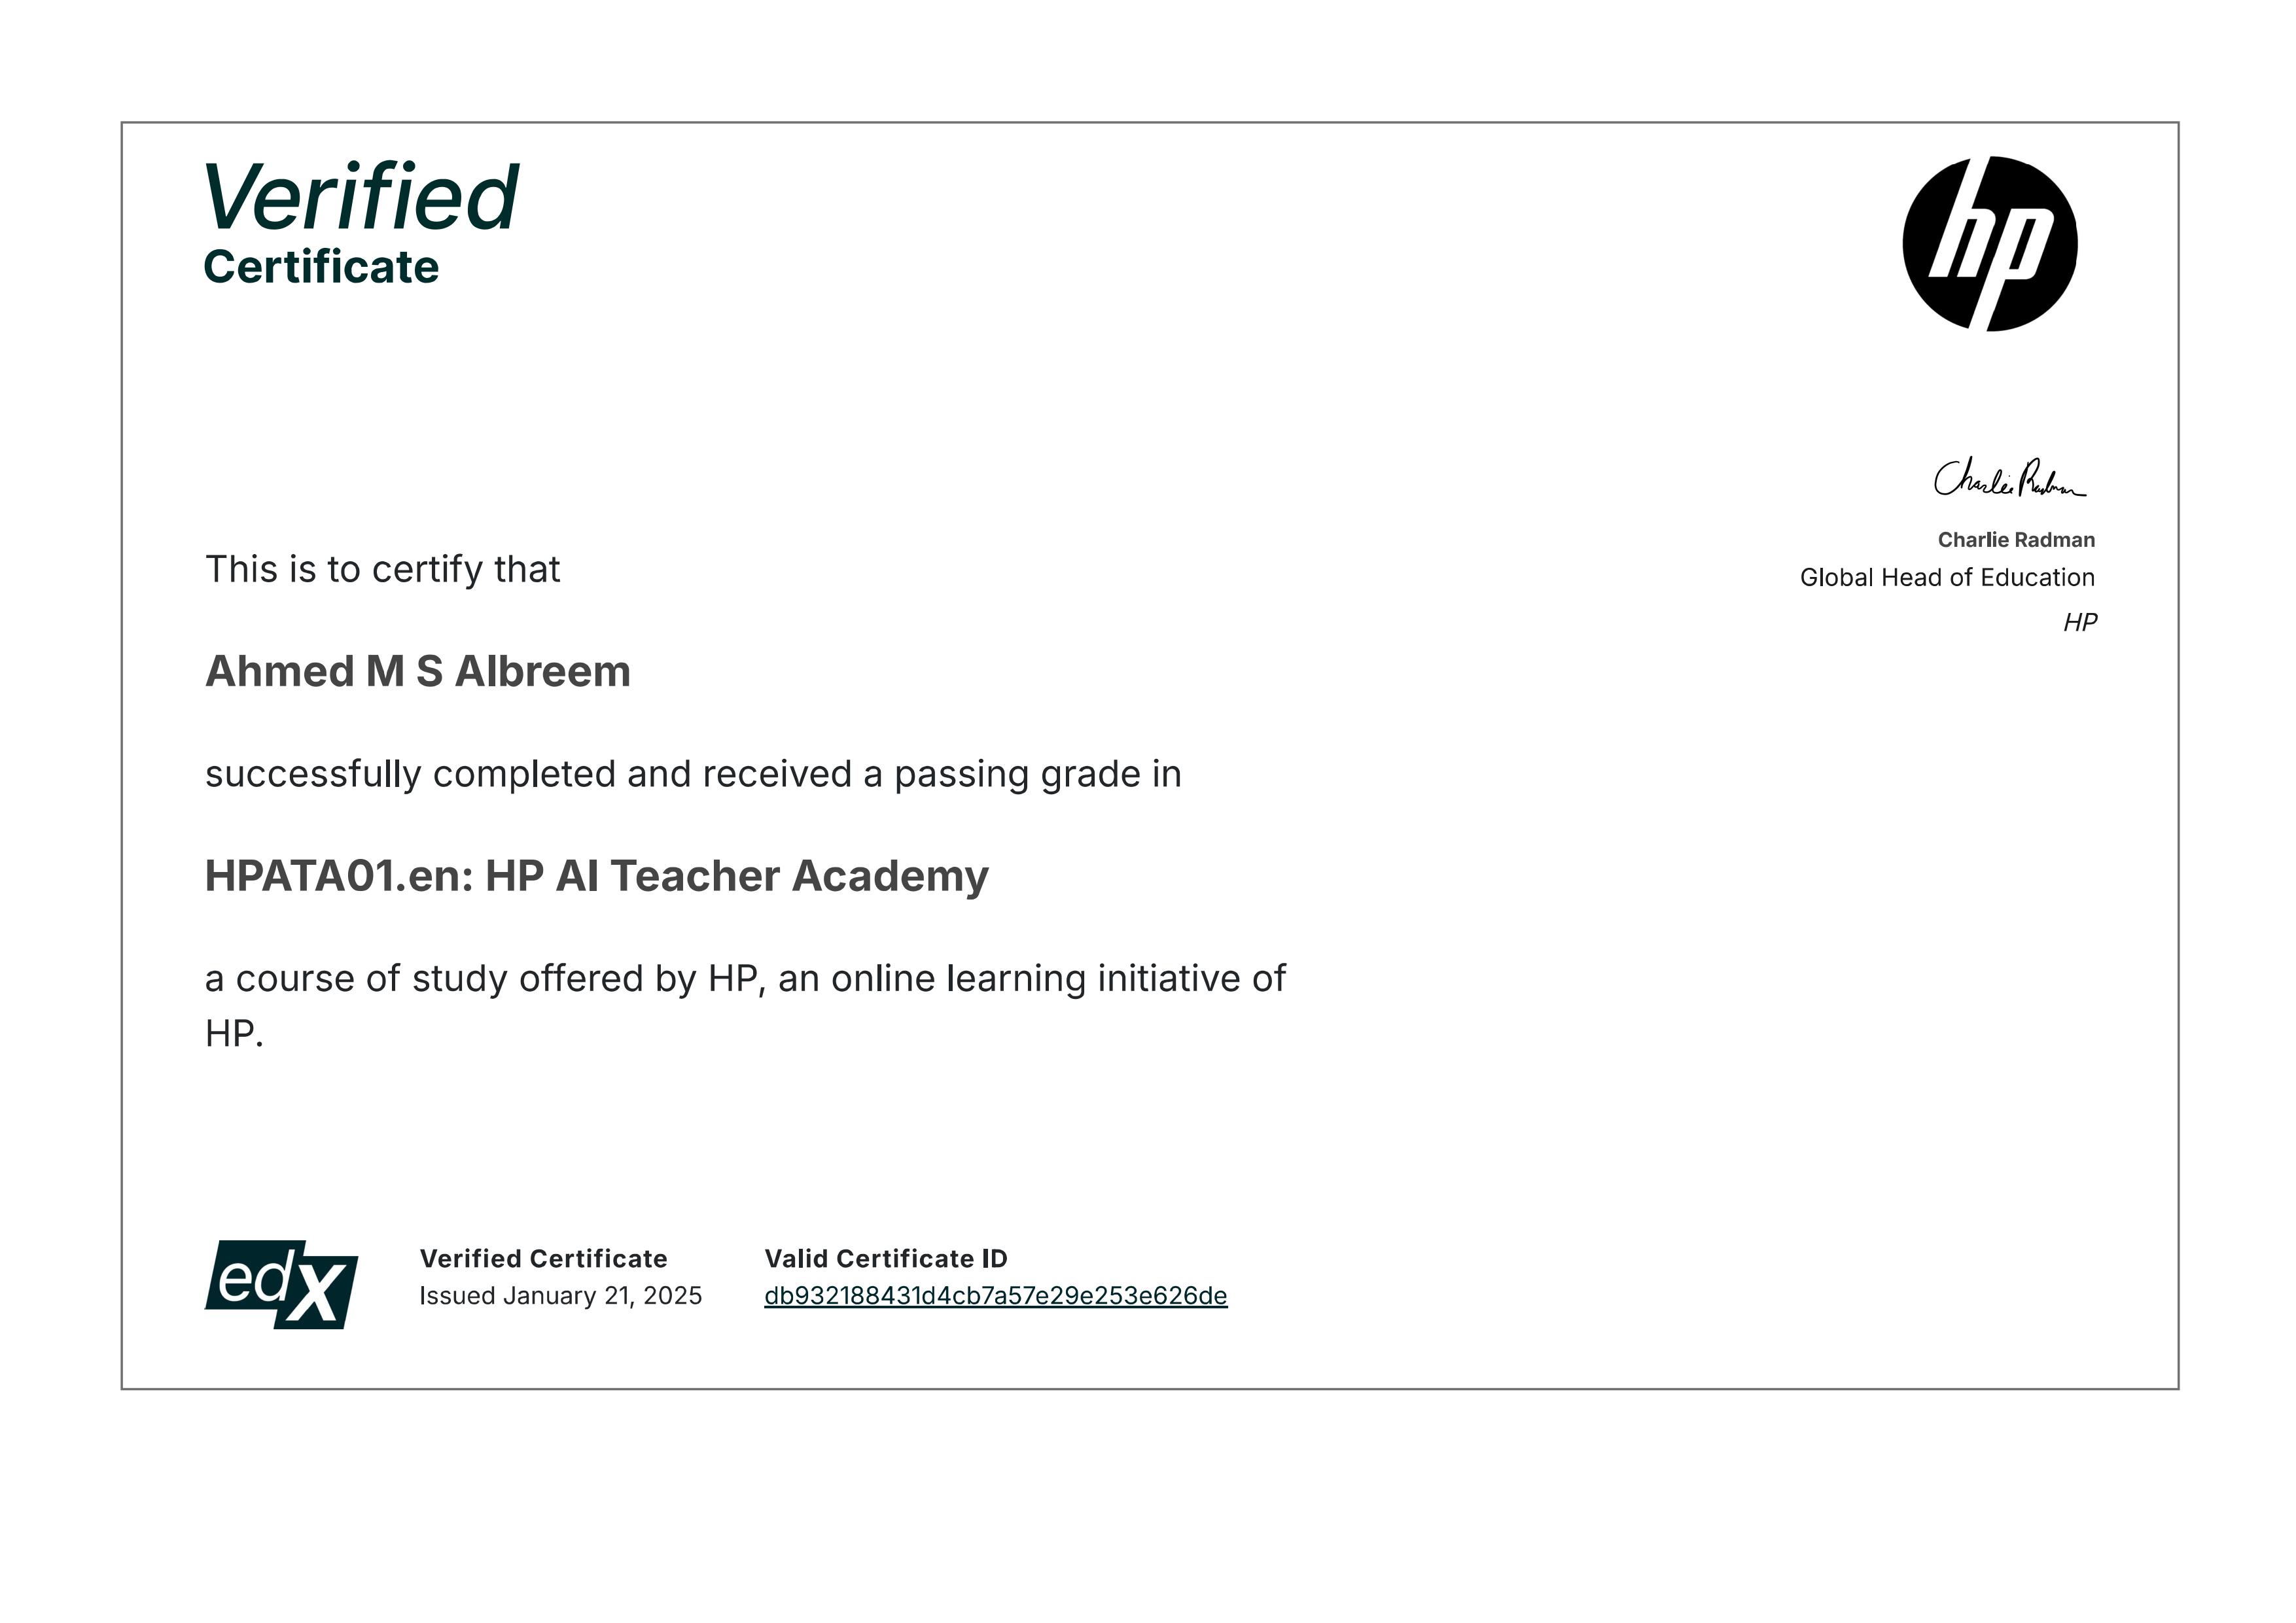 Verified
Certificate
hp
Charlie Radman
Charlie Radman
Global Head of Education
HP
This is to certify that
Ahmed M S Albreem
successfully completed and received a passing grade in
HPATA01.en: HP AI Teacher Academy
a course of study offered by HP, an online learning initiative of
HP.
edX
Verified Certificate
Issued January 21, 2025
Valid Certificate ID
db932188431d4cb7a57e29e253e626de